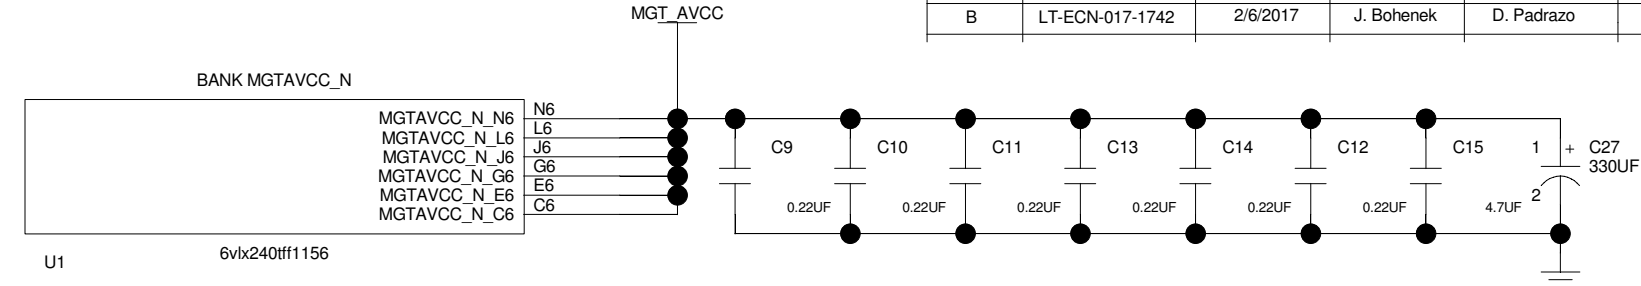 MGT_AVCC
B LT-ECN-017-1742 2/6/2017 J. Bohenek D. Padrazo
BANK MGTAVCC_N
MGTAVCC_N_N6 N6
MGTAVCC_N_L6 L6
MGTAVCC_N_J6 J6
MGTAVCC_N_G6 G6
MGTAVCC_N_E6 E6
MGTAVCC_N_C6 C6
C9 C10 C11 C13 C14 C12 C15 1 + C27
330UF
0.22UF 0.22UF 0.22UF 0.22UF 0.22UF 0.22UF 4.7UF 2
6vlx240tff1156
U1